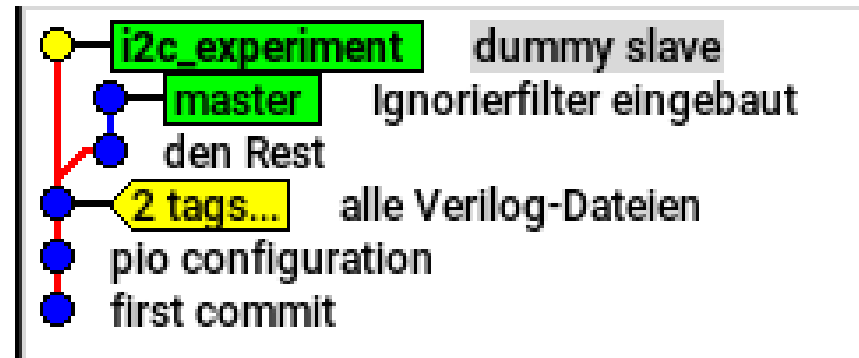 i2c_experiment dummy slave
master Ignorierfilter eingebaut
den Rest
2 tags... alle Verilog-Dateien
pio configuration
first commit